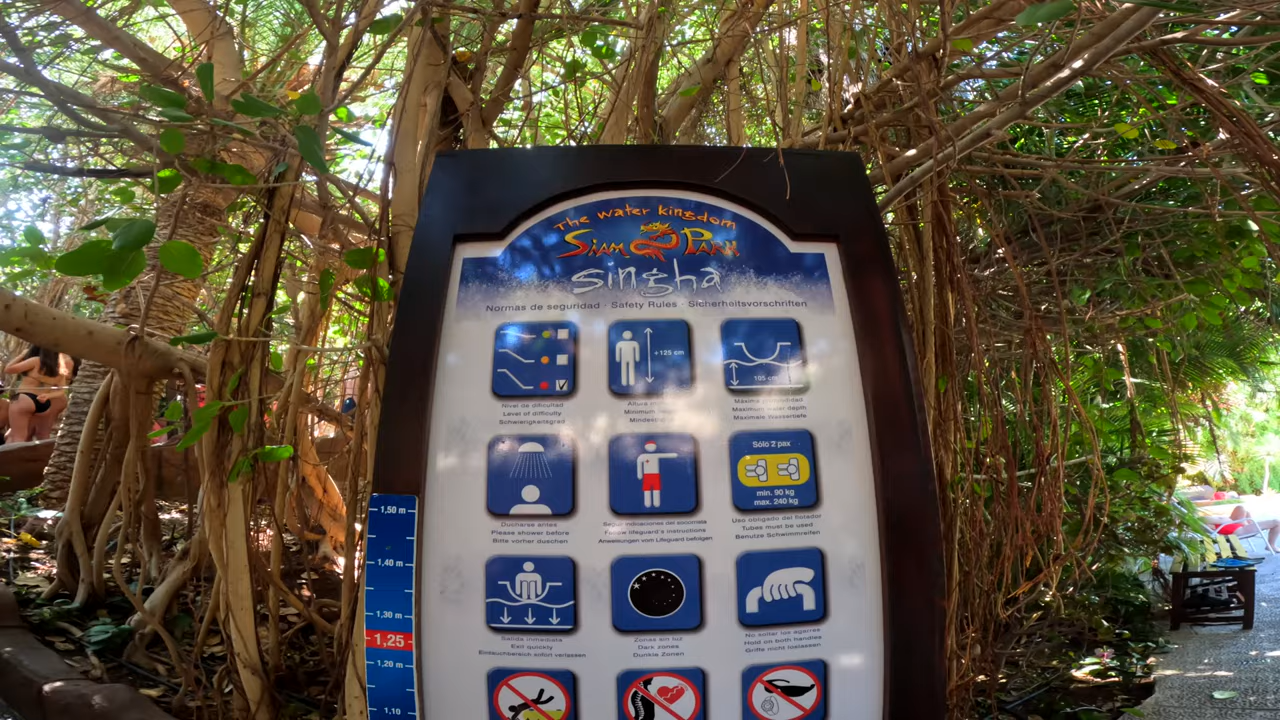 The water kingdom
SIAM PARK
singha
Normas de seguridad · Safety Rules · Sicherheitsvorschriften
+125 cm
105 cm
Nivel de dificultad
Level of difficulty
Schwierigkeitsgrad
Altura
Minimum
Máxima profundidad
Maximum water depth
Maximale Wassertiefe
Sólo 2 pax
min. 90 kg
max. 240 kg
Ducharse antes
Please shower before
Bitte vorher duschen
Seguir indicaciones del socorrista
Follow lifeguard's instructions
Anweisungen vom Lifeguard befolgen
Uso obligado del flotador
Tubes must be used
Benutze Schwimmreifen
Salida inmediata
Exit quickly
Eintauchbereich sofort verlassen
Zonas sin luz
Dark zones
Dunkle Zonen
No soltar los agarres
Hold on both handles
Griffe nicht loslassen
1,50 m
1,40 m
1,30 m
1,25
1,20 m
1,10